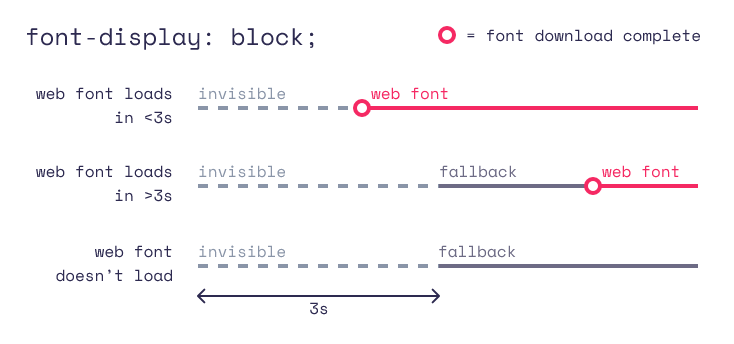 font-display: block;
= font download complete
web font loads
in <3s
invisible
web font
web font loads
in >3s
invisible
fallback
web font
web font
doesn't load
invisible
fallback
3s